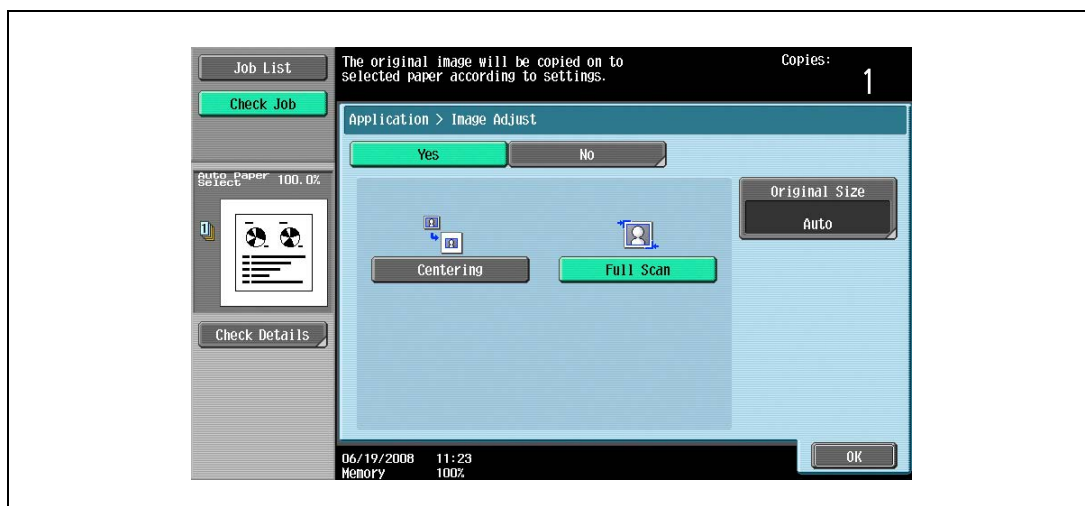 Job List
Check Job
Auto Paper
Select 100.0%
1
Check Details
The original image will be copied on to
selected paper according to settings.
Copies:
1
Application > Image Adjust
Yes
No
Centering
Full Scan
Original Size
Auto
06/19/2008 11:23
Memory 100%
OK